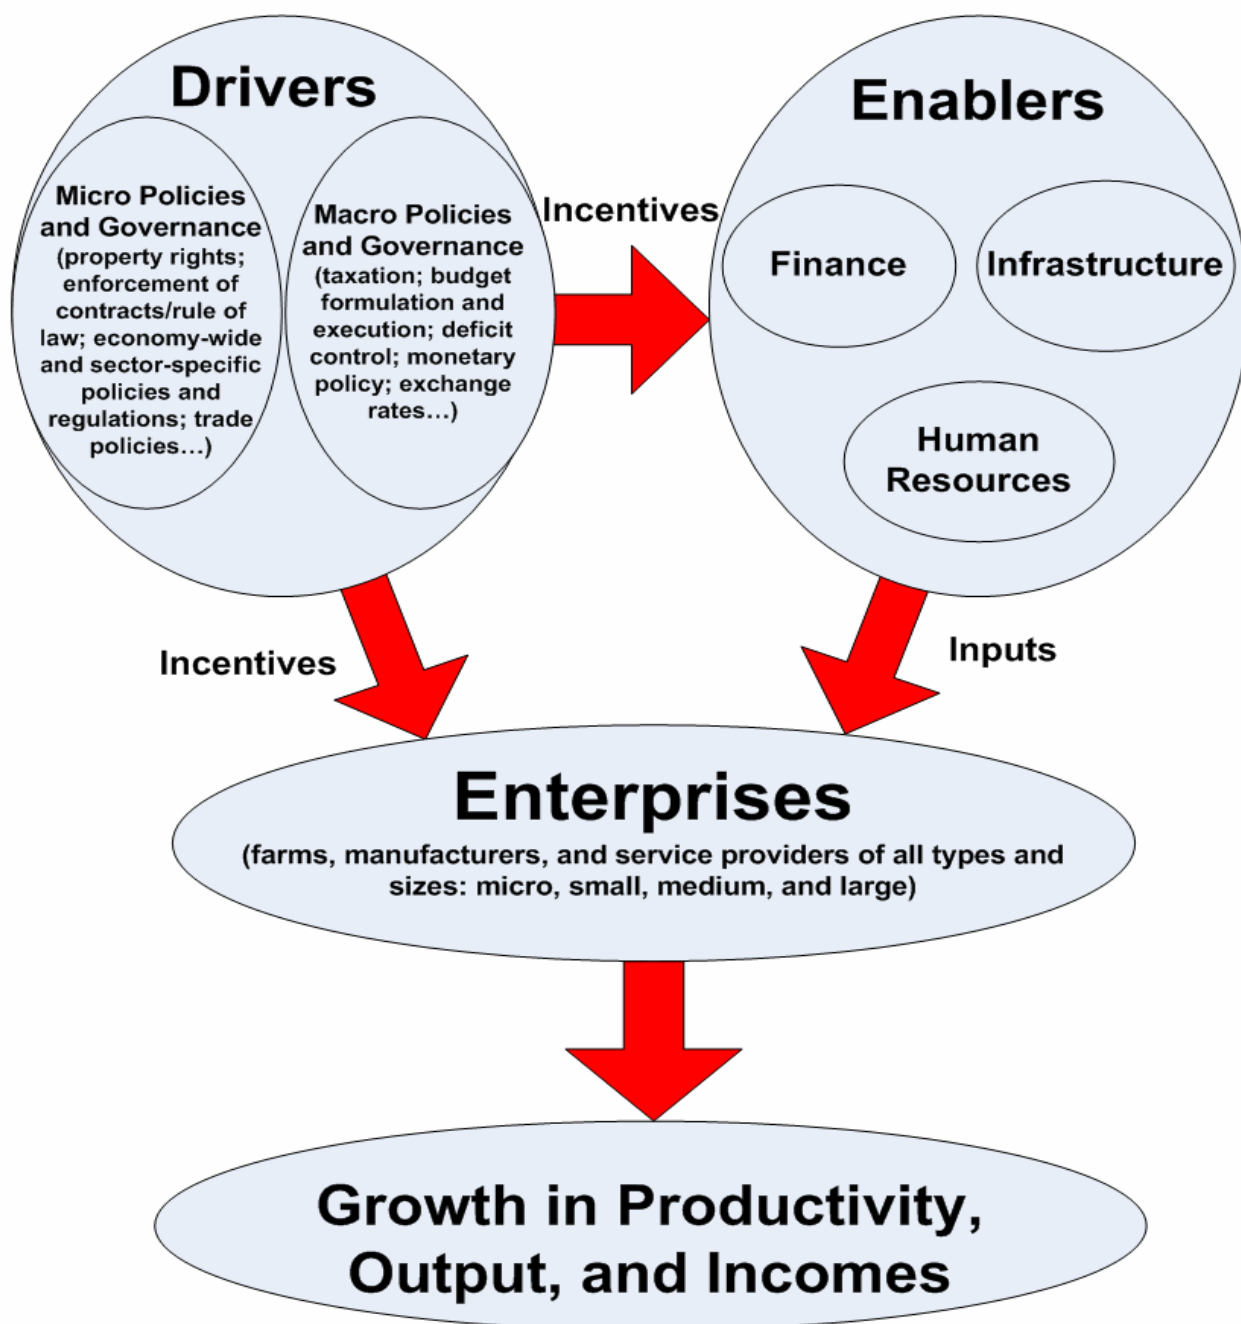 Drivers
Micro Policies
and Governance
(property rights;
enforcement of
contracts/rule of
law; economy-wide
and sector-specific
policies and
regulations; trade
policies...)
Macro Policies
and Governance
(taxation; budget
formulation and
execution; deficit
control; monetary
policy; exchange
rates...)
Incentives
Enablers
Finance
Infrastructure
Human
Resources
Incentives
Inputs
Enterprises
(farms, manufacturers, and service providers of all types and
sizes: micro, small, medium, and large)
Growth in Productivity,
Output, and Incomes